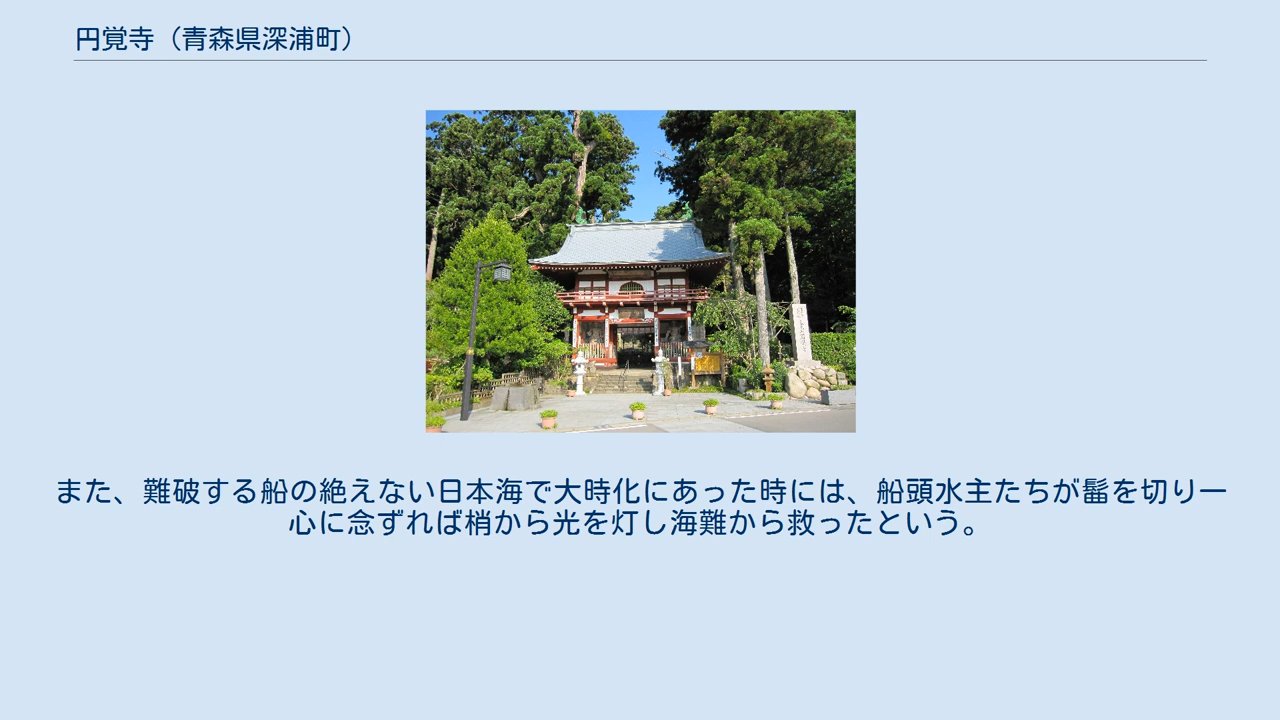 円覚寺（青森県深浦町）
また、難破する船の絶えない日本海で大時化にあった時には、船頭水主たちが髷を切り一
心に念ずれば梢から光を灯し海難から救ったという。